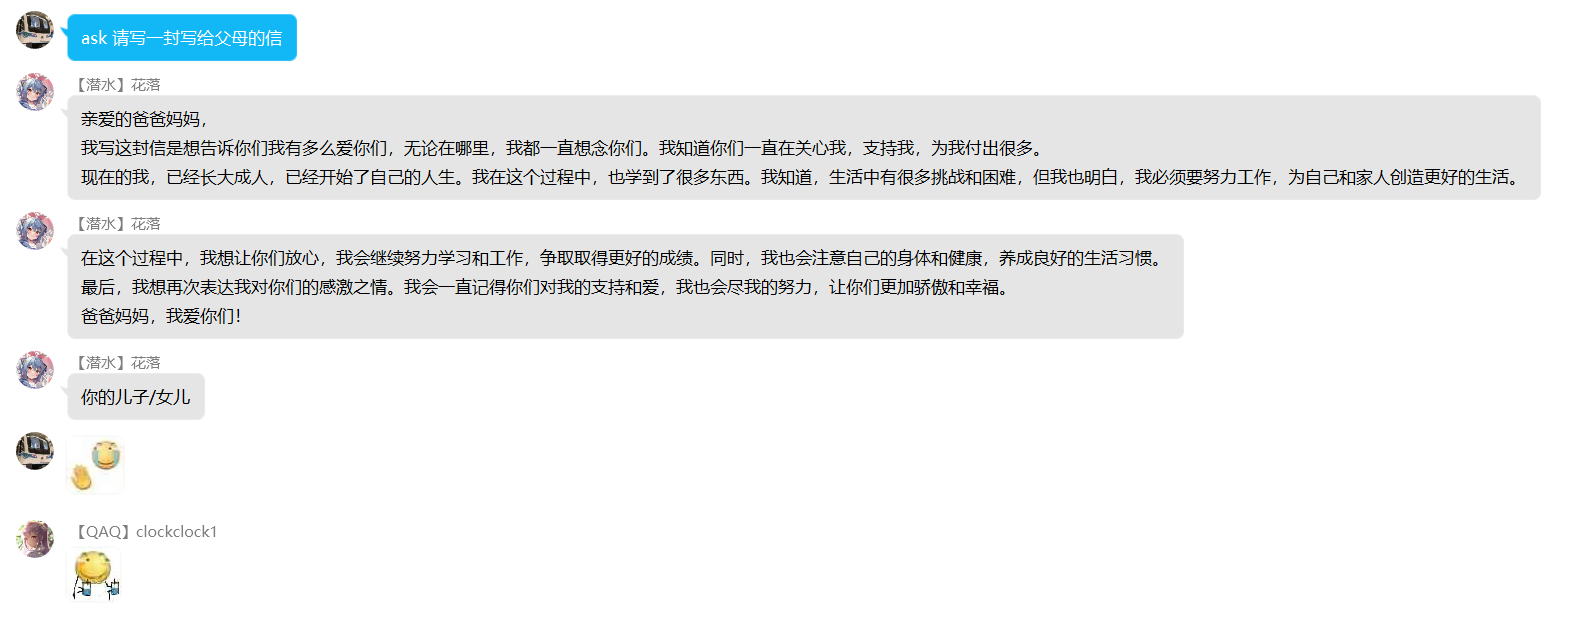 ask 请写一封写给父母的信
【潜水】花落
亲爱的爸爸妈妈，
我写这封信是想告诉你们我有多么爱你们，无论在哪里，我都一直想念你们。我知道你们一直在关心我，支持我，为我付出很多。
现在的我，已经长大成人，已经开始了自己的人生。我在这个过程中，也学到了很多东西。我知道，生活中有很多挑战和困难，但我也明白，我必须要努力工作，为自己和家人创造更好的生活。
【潜水】花落
在这个过程中，我想让你们放心，我会继续努力学习和工作，争取取得更好的成绩。同时，我也会注意自己的身体和健康，养成良好的生活习惯。
最后，我想再次表达我对你们的感激之情。我会一直记得你们对我的支持和爱，我也会尽我的努力，让你们更加骄傲和幸福。
爸爸妈妈，我爱你们！
【潜水】花落
你的儿子/女儿
【QAQ】clockclock1